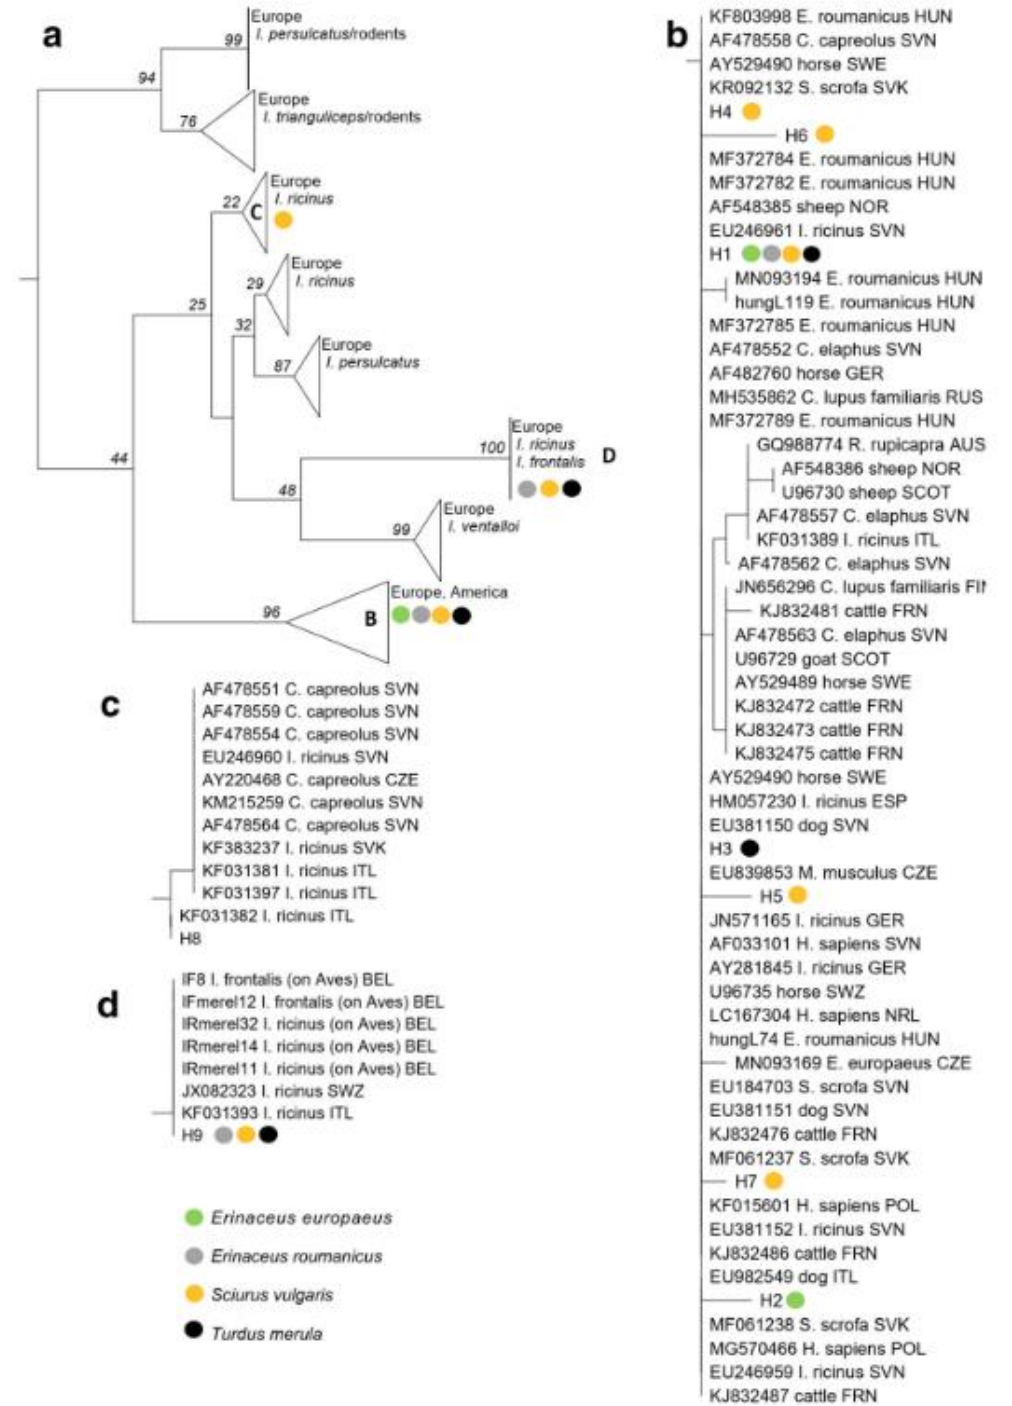 a
Europe
I. persulcatus/rodents
99
94
Europe
I. trianguliceps/rodents
76
Europe
I. ricinus
22
C
Europe
I. ricinus
29
25
32
Europe
I. persulcatus
87
Europe
I. ricinus
I. frontalis
100
D
44
48
Europe
I. ventalloi
99
Europe, America
96
B
c
AF478551 C. capreolus SVN
AF478559 C. capreolus SVN
AF478554 C. capreolus SVN
EU246960 I. ricinus SVN
AY220468 C. capreolus CZE
KM215259 C. capreolus SVN
AF478564 C. capreolus SVN
KF383237 I. ricinus SVK
KF031381 I. ricinus ITL
KF031397 I. ricinus ITL
KF031382 I. ricinus ITL
H8
d
IF8 I. frontalis (on Aves) BEL
IFmerel12 I. frontalis (on Aves) BEL
IRmerel32 I. ricinus (on Aves) BEL
IRmerel14 I. ricinus (on Aves) BEL
IRmerel11 I. ricinus (on Aves) BEL
JX082323 I. ricinus SWZ
KF031393 I. ricinus ITL
H9
Erinaceus europaeus
Erinaceus roumanicus
Sciurus vulgaris
Turdus merula
b
KF803998 E. roumanicus HUN
AF478558 C. capreolus SVN
AY529490 horse SWE
KR092132 S. scrofa SVK
H4
H6
MF372784 E. roumanicus HUN
MF372782 E. roumanicus HUN
AF548385 sheep NOR
EU246961 I. ricinus SVN
H1
MN093194 E. roumanicus HUN
hungL119 E. roumanicus HUN
MF372785 E. roumanicus HUN
AF478552 C. elaphus SVN
AF482760 horse GER
MH535862 C. lupus familiaris RUS
MF372789 E. roumanicus HUN
GQ988774 R. rupicapra AUS
AF548386 sheep NOR
U96730 sheep SCOT
AF478557 C. elaphus SVN
KF031389 I. ricinus ITL
AF478562 C. elaphus SVN
JN656296 C. lupus familiaris
KJ832481 cattle FRN
AF478563 C. elaphus SVN
U96729 goat SCOT
AY529489 horse SWE
KJ832472 cattle FRN
KJ832473 cattle FRN
KJ832475 cattle FRN
AY529490 horse SWE
HM057230 I. ricinus ESP
EU381150 dog SVN
H3
EU839853 M. musculus CZE
H5
JN571165 I. ricinus GER
AF033101 H. sapiens SVN
AY281845 I. ricinus GER
U96735 horse SWZ
LC167304 H. sapiens NRL
hungL74 E. roumanicus HUN
MN093169 E. europaeus CZE
EU184703 S. scrofa SVN
EU381151 dog SVN
KJ832476 cattle FRN
MF061237 S. scrofa SVK
H7
KF015601 H. sapiens POL
EU381152 I. ricinus SVN
KJ832486 cattle FRN
EU982549 dog ITL
H2
MF061238 S. scrofa SVK
MG570466 H. sapiens POL
EU246959 I. ricinus SVN
KJ832487 cattle FRN